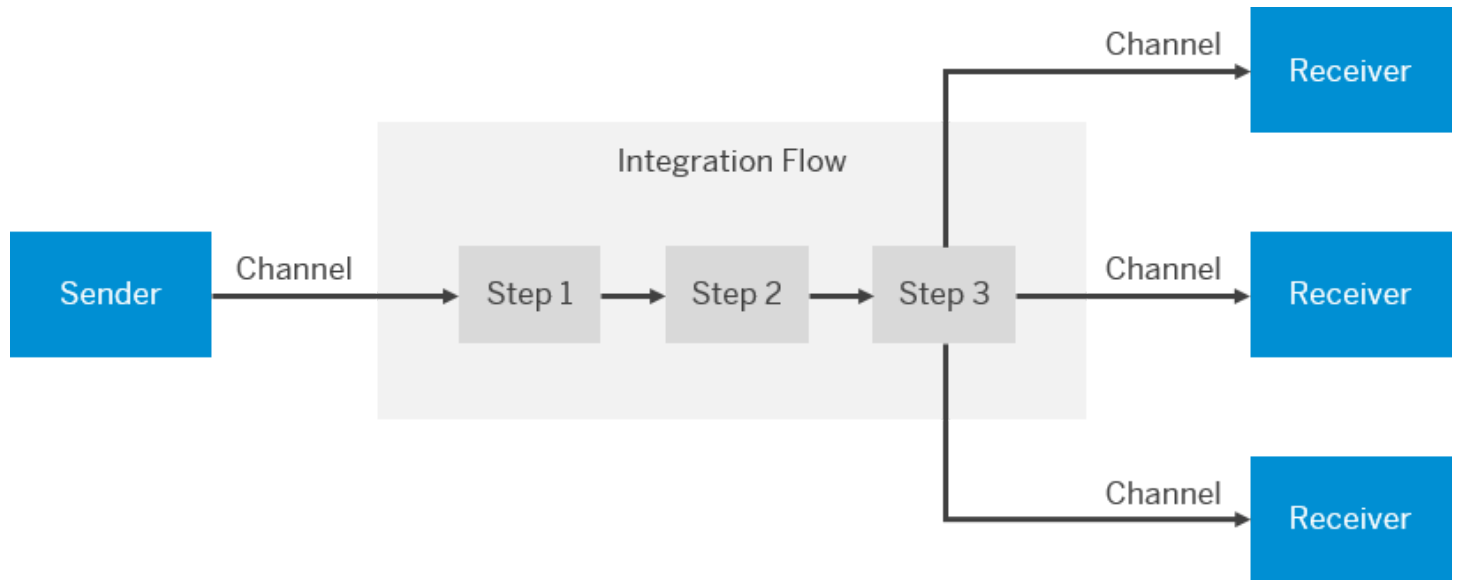 Channel
Receiver
Integration Flow
Sender
Channel
Step 1
Step 2
Step 3
Channel
Receiver
Channel
Receiver